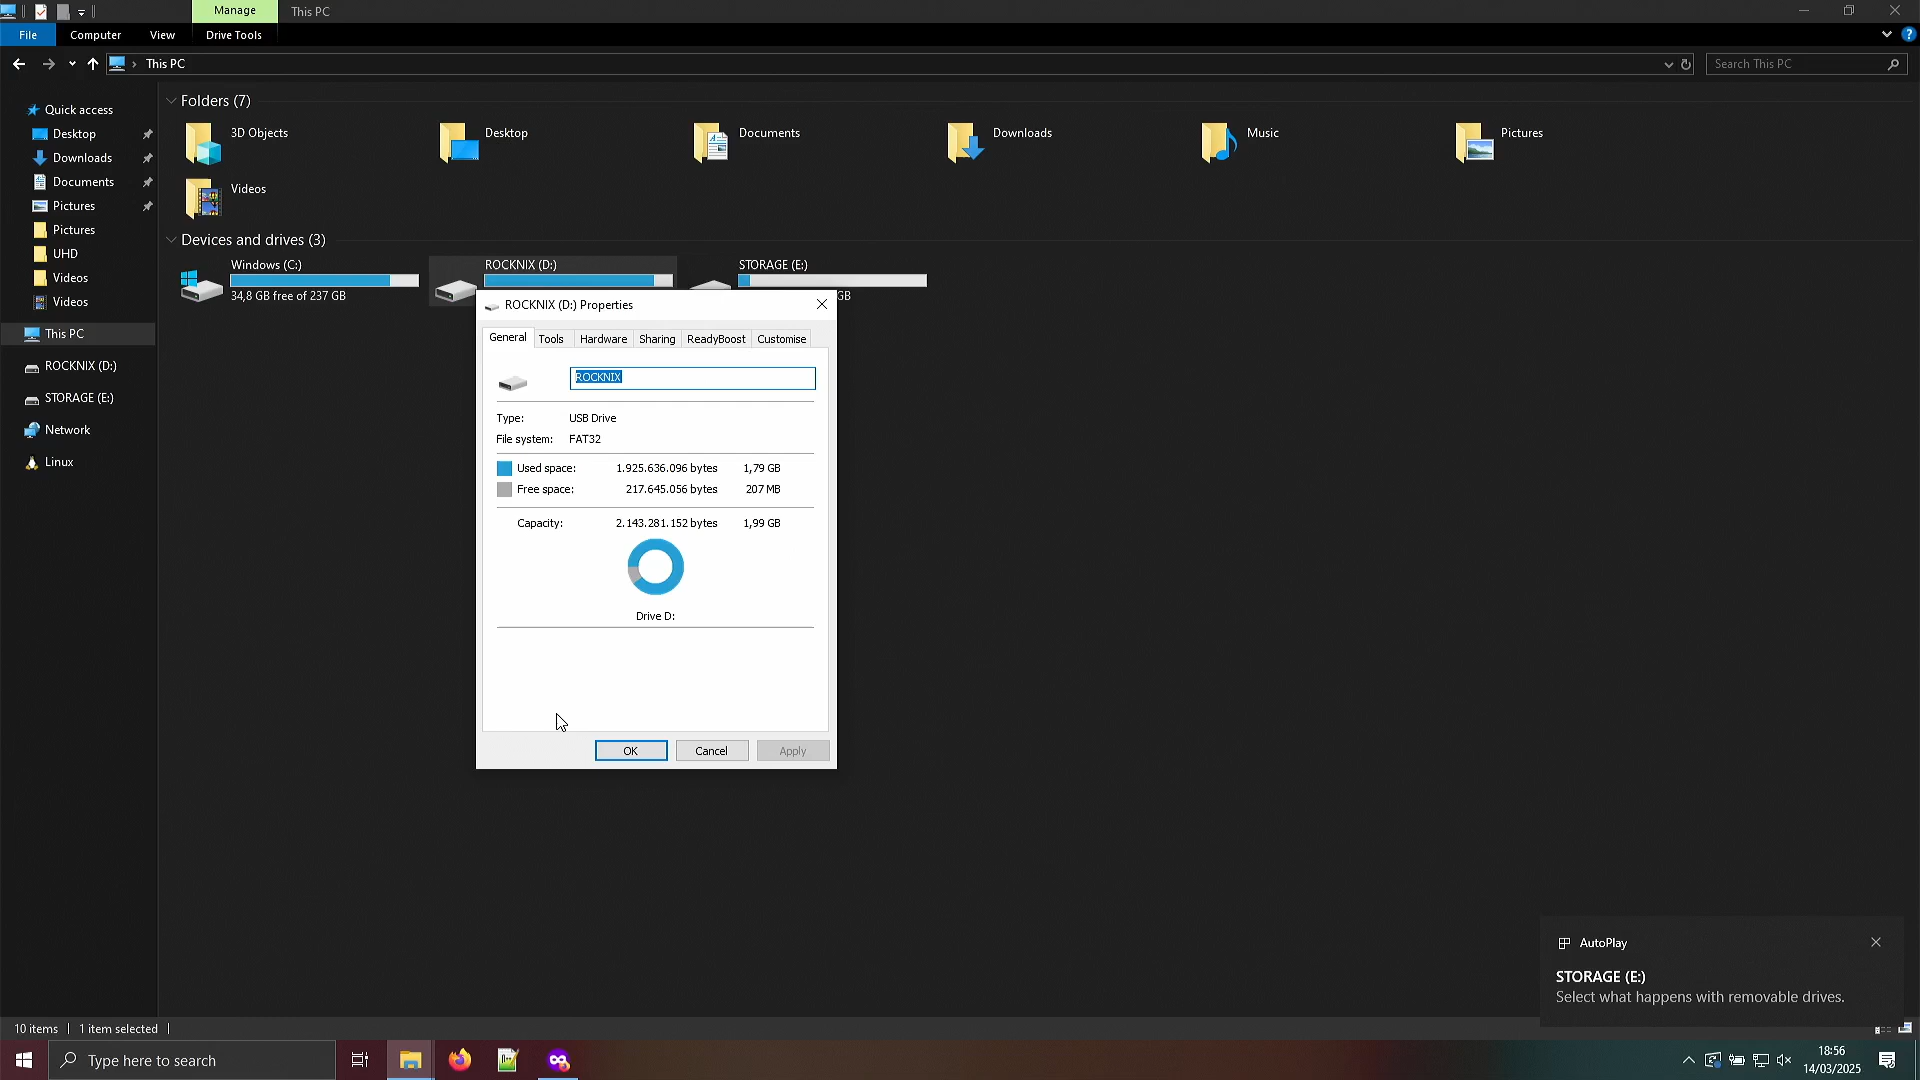 Manage
This PC
File
Computer
View
Drive Tools
This PC
Search This PC
Quick access
Desktop
Downloads
Documents
Pictures
Pictures
UHD
Videos
Videos
This PC
ROCKNIX (D:)
STORAGE (E:)
Network
Linux
Folders (7)
3D Objects
Desktop
Documents
Downloads
Music
Pictures
Videos
Devices and drives (3)
Windows (C:)
34,8 GB free of 237 GB
ROCKNIX (D:)
STORAGE (E:)
GB
ROCKNIX (D:) Properties
General
Tools
Hardware
Sharing
ReadyBoost
Customise
ROCKNIX
Type: USB Drive
File system: FAT32
Used space: 1.925.636.096 bytes 1,79 GB
Free space: 217.645.056 bytes 207 MB
Capacity: 2.143.281.152 bytes 1,99 GB
Drive D:
OK
Cancel
Apply
AutoPlay
STORAGE (E:)
Select what happens with removable drives.
10 items
1 item selected
Type here to search
18:56
14/03/2025